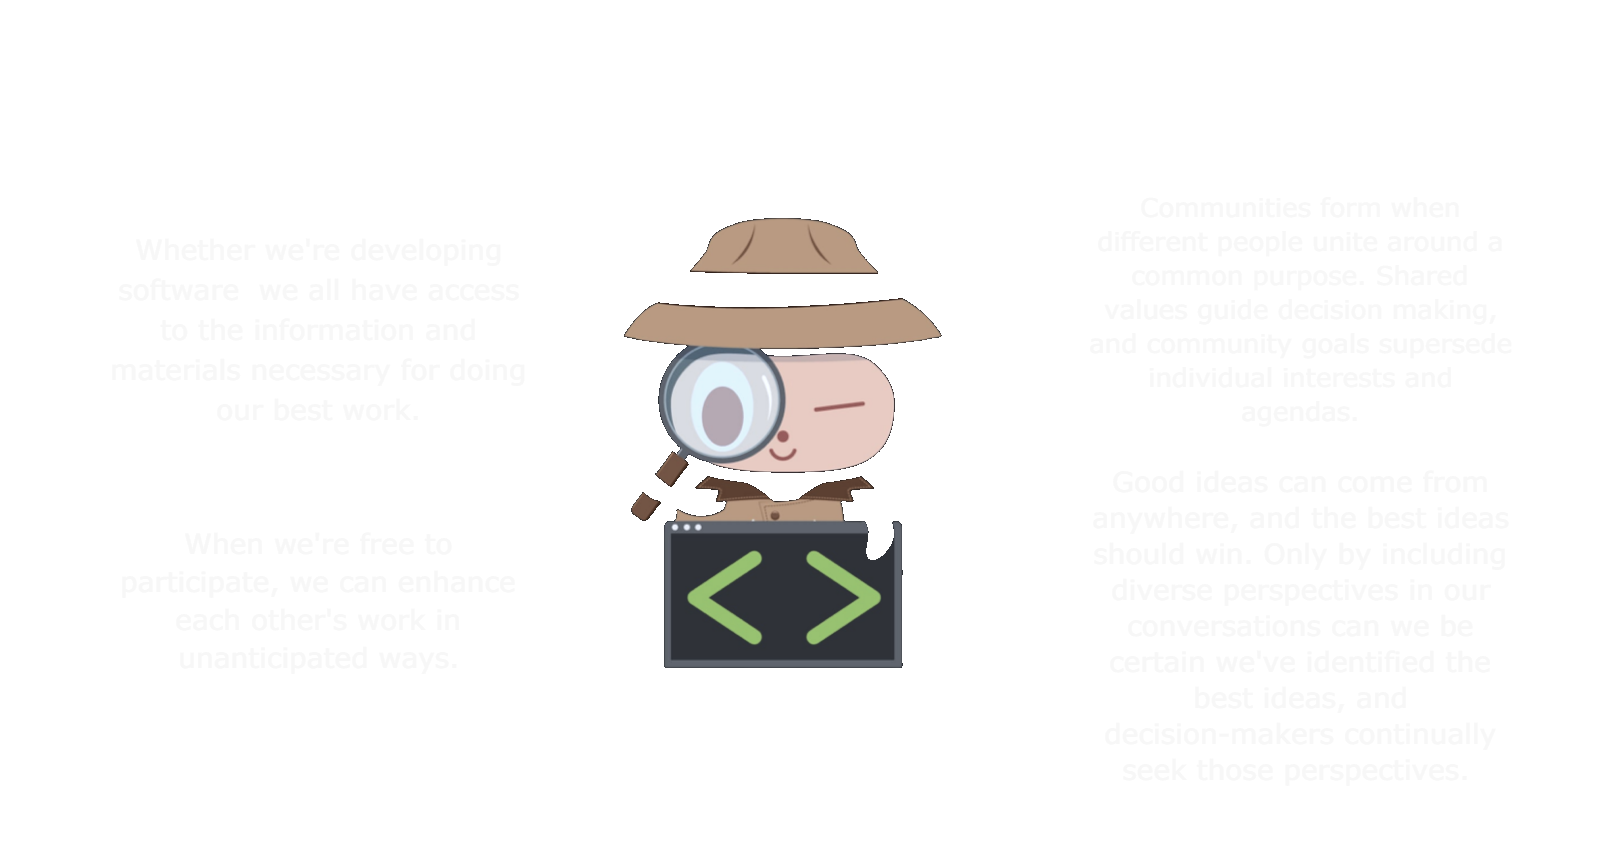 Whether we're developing
software  we all have access
to the information and
materials necessary for doing
our best work.
When we're free to
participate, we can enhance
each other's work in
unanticipated ways.
Communities form when
different people unite around a
common purpose. Shared
values guide decision making,
and community goals supersede
individual interests and
agendas.
Good ideas can come from
anywhere, and the best ideas
should win. Only by including
diverse perspectives in our
conversations can we be
certain we've identified the
best ideas, and
decision-makers continually
seek those perspectives.